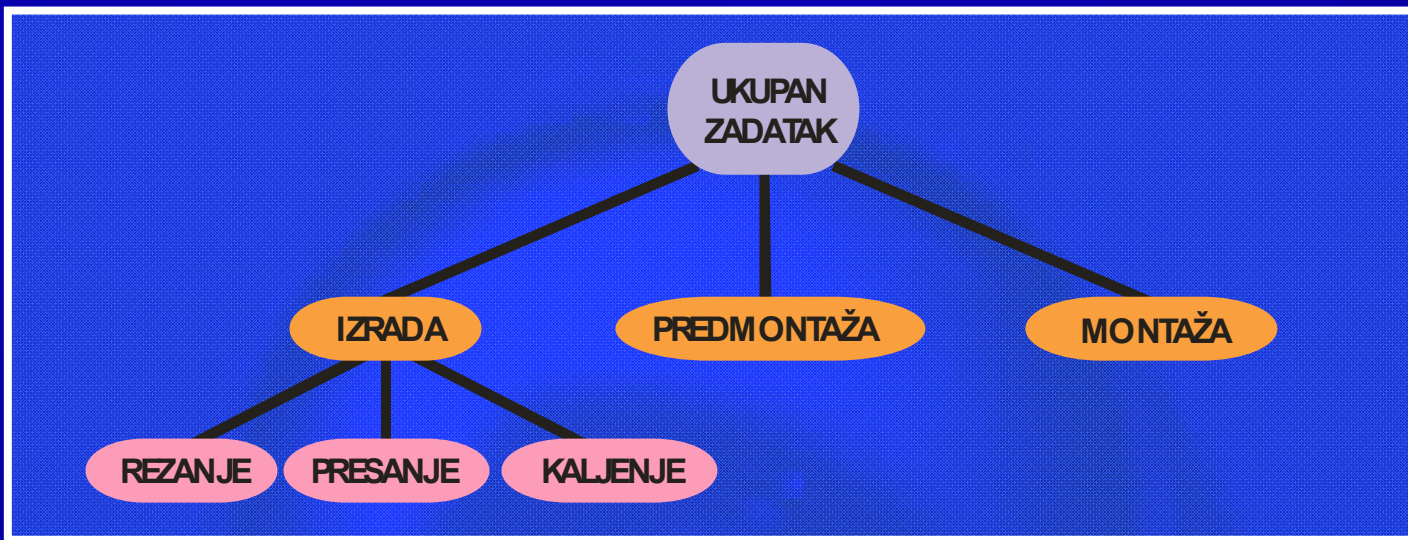 UKUPAN
ZADATAK
IZRADA
PREDMONTAŽA
MONTAŽA
REZANJE
PRESANJE
KALJENJE